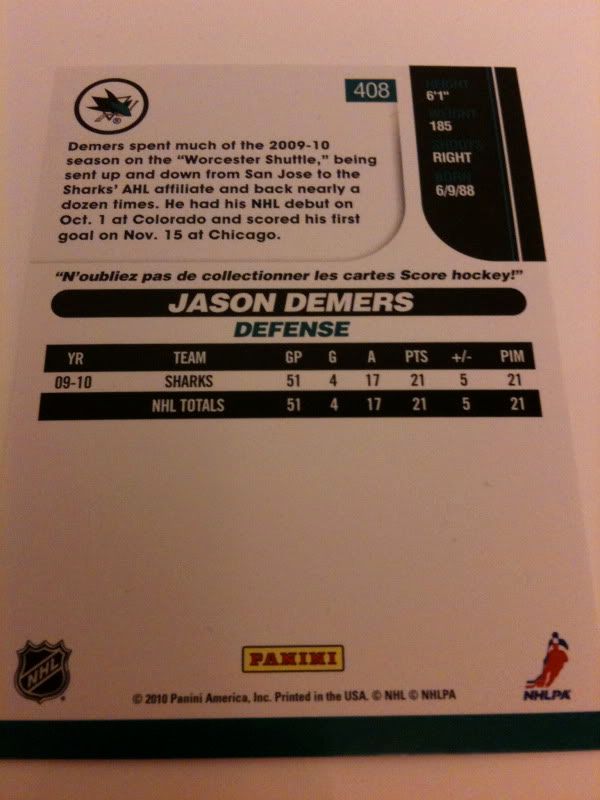 408
HEIGHT
6'1"
WEIGHT
185
SHOOTS
RIGHT
BORN
6/9/88
Demers spent much of the 2009-10
season on the “Worcester Shuttle,” being
sent up and down from San Jose to the
Sharks' AHL affiliate and back nearly a
dozen times. He had his NHL debut on
Oct. 1 at Colorado and scored his first
goal on Nov. 15 at Chicago.
“N'oubliez pas de collectionner les cartes Score hockey!”
JASON DEMERS
DEFENSE
YR TEAM GP G A PTS +/- PIM
09-10 SHARKS 51 4 17 21 5 21
NHL TOTALS 51 4 17 21 5 21
NHL
PANINI
NHLPA
© 2010 Panini America, Inc. Printed in the USA. © NHL © NHLPA